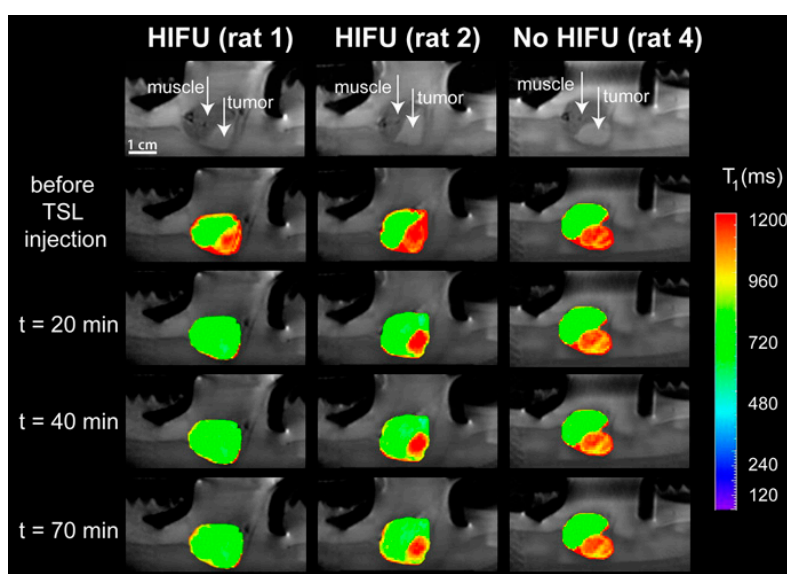 HIFU (rat 1) HIFU (rat 2) No HIFU (rat 4)
muscle tumor muscle tumor muscle tumor
1 cm
before
TSL
injection
t = 20 min
t = 40 min
t = 70 min
T1(ms)
1200
960
720
480
240
120